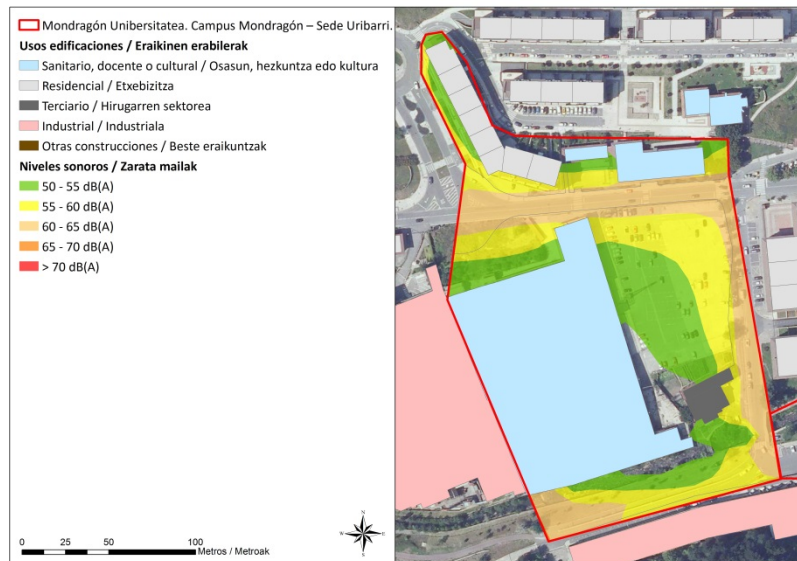 Mondragón Unibersitatea. Campus Mondragón – Sede Uribarri.
Usos edificaciones / Eraikinen erabilerak
Sanitario, docente o cultural / Osasun, hezkuntza edo kultura
Residencial / Etxebizitza
Terciario / Hirugarren sektorea
Industrial / Industriala
Otras construcciones / Beste eraikuntzak
Niveles sonoros / Zarata mailak
50 - 55 dB(A)
55 - 60 dB(A)
60 - 65 dB(A)
65 - 70 dB(A)
> 70 dB(A)
N
W E
S
0 25 50 100
Metros / Metroak